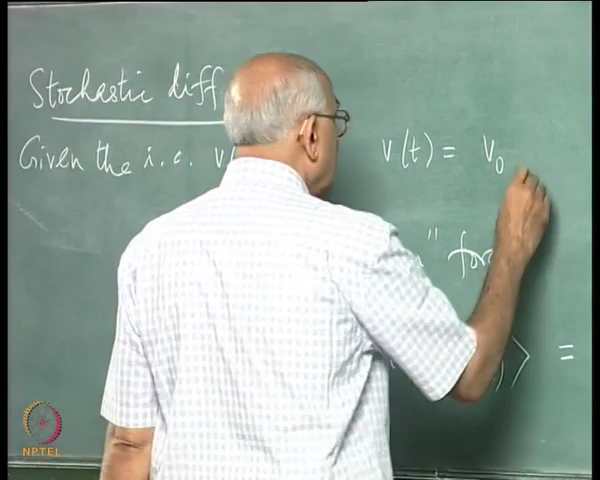 Stochastic diff
Given the i.c. v(
v(t) = v₀
" for
)⟩ =
NPTEL